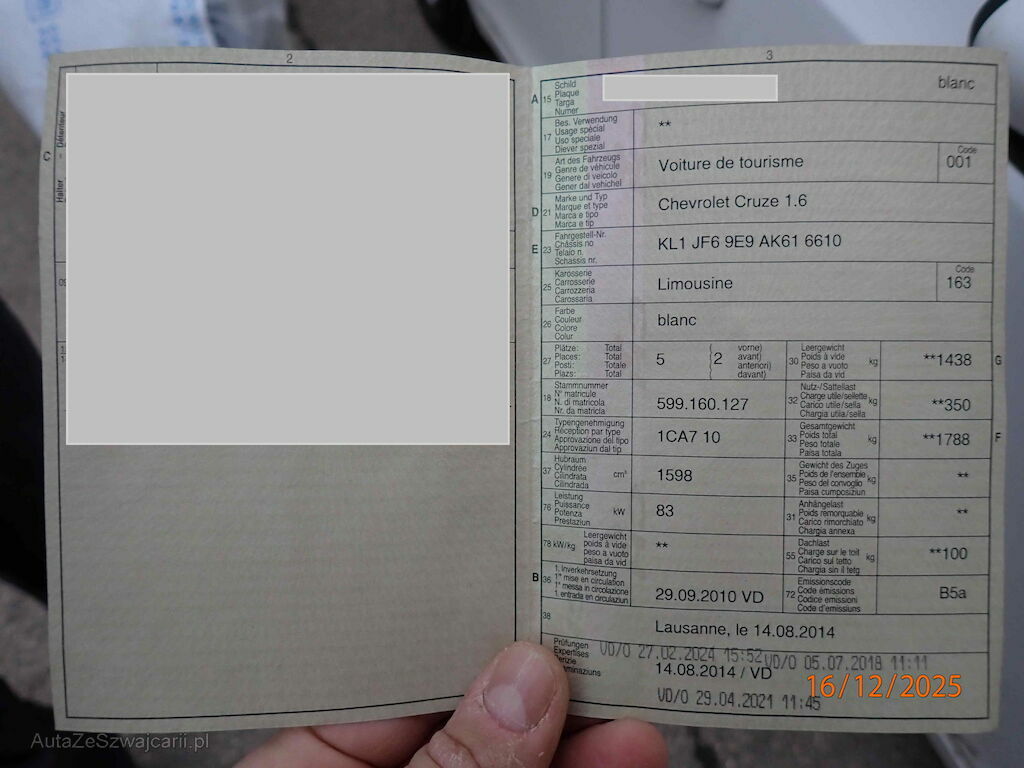 2
3
C
Halter - Détenteur
A 15 Schild
Plaque
Targa
Numer
blanc
17 Bes. Verwendung
Usage spécial
Uso speciale
Diever spezial
**
19 Art des Fahrzeugs
Genre de véhicule
Genere di veicolo
Gener dal vehichel
Voiture de tourisme
Code
001
D 21 Marke und Typ
Marque et type
Marca e tipo
Marca e tip
Chevrolet Cruze 1.6
E 23 Fahrgestell-Nr.
Châssis no
Telaio n.
Schassis nr.
KL1 JF6 9E9 AK61 6610
25 Karosserie
Carrosserie
Carrozzeria
Carossaria
Limousine
Code
163
26 Farbe
Couleur
Colore
Colur
blanc
27 Plätze: Total
Places: Total
Posti: Totale
Plazs: Total
5
2
vorne)
avant)
anteriori)
davant)
30 Leergewicht
Poids à vide
Peso a vuoto
Paisa da vid
kg
**1438
G
18 Stammnummer
N° matricule
N. di matricola
Nr. da matricla
599.160.127
32 Nutz-/Sattellast
Charge utile/sellette
Carico utile/sella
Chargia utila/sella
kg
**350
24 Typengenehmigung
Réception par type
Approvazione del tipo
Approvaziun dal tip
1CA7 10
33 Gesamtgewicht
Poids total
Peso totale
Paisa totala
kg
**1788
F
37 Hubraum
Cylindrée
Cilindrata
Cilindrada
cm³
1598
35 Gewicht des Zuges
Poids de l'ensemble
Peso del convoglio
Paisa cumposiziun
kg
**
76 Leistung
Puissance
Potenza
Prestaziun
kW
83
31 Anhängelast
Poids remorquable
Carico rimorchiato
Chargia annexa
kg
**
78 kW/kg Leergewicht
poids à vide
peso a vuoto
paisa da vid
**
55 Dachlast
Charge sur le toit
Carico sul tetto
Chargia sin il tetg
kg
**100
B 36 1. Inverkehrsetzung
1re mise en circulation
1a messa in circolazione
1. entrada en circulaziun
29.09.2010 VD
72 Emissionscode
Code émissions
Codice emissioni
Code d'emissiuns
B5a
38
Lausanne, le 14.08.2014
Prüfungen
Expertises
VD/O 27.02.2024 15:52 VD/O 05.07.2018 11:11
14.08.2014 / VD
VD/O 29.04.2021 11:45
16/12/2025
AutaZeSzwajcarii.pl